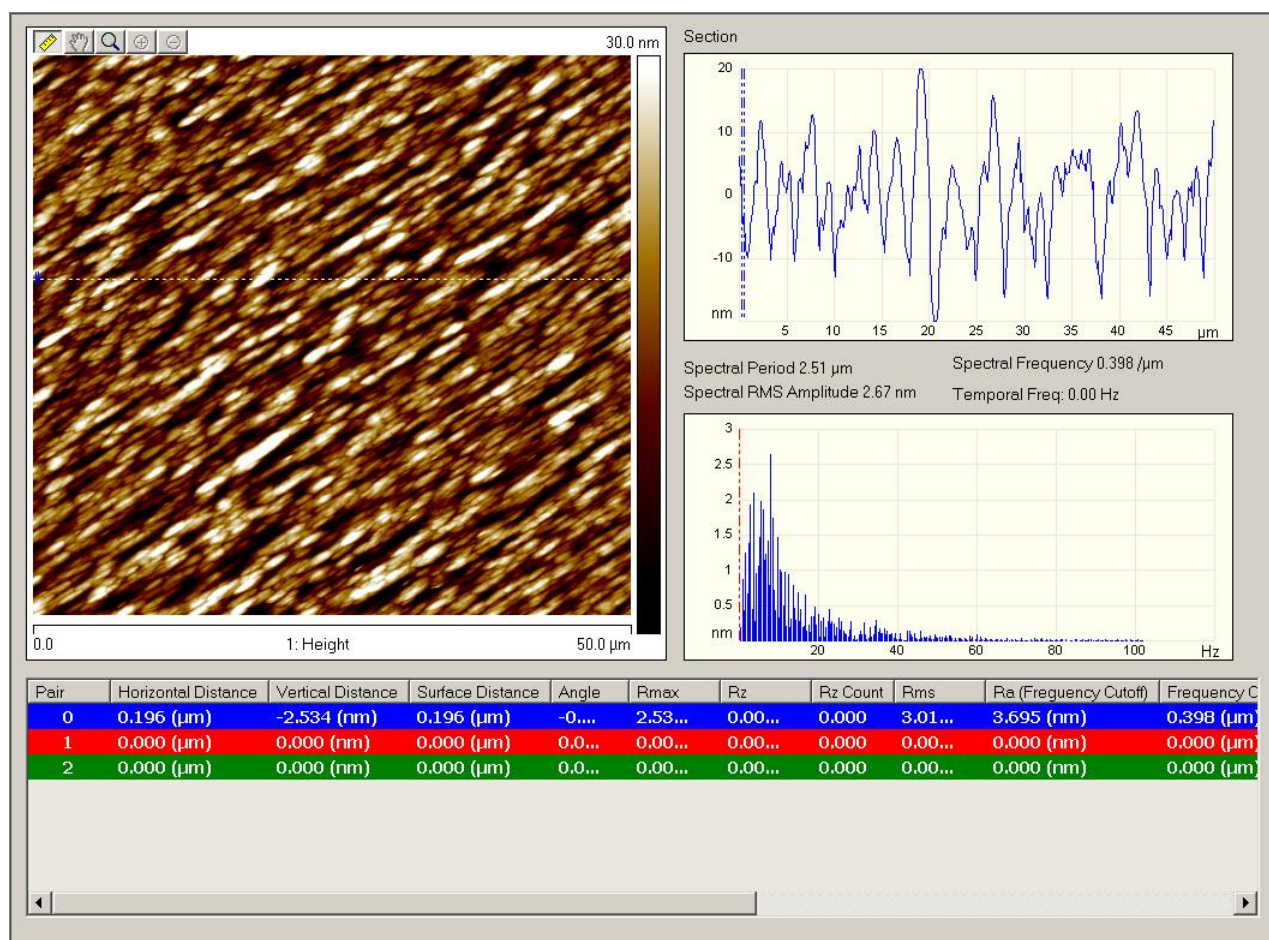 30.0 nm
0.0 1: Height 50.0 µm
Section
20
10
0
-10
nm
5 10 15 20 25 30 35 40 45 µm
Spectral Period 2.51 µm Spectral Frequency 0.398 /µm
Spectral RMS Amplitude 2.67 nm Temporal Freq: 0.00 Hz
3
2.5
2
1.5
1
0.5
nm
20 40 60 80 100 Hz
Pair Horizontal Distance Vertical Distance Surface Distance Angle Rmax Rz Rz Count Rms Ra (Freguency Cutoff) Frequency C
0 0.196 (µm) -2.534 (nm) 0.196 (µm) -0.... 2.53... 0.00... 0.000 3.01... 3.695 (nm) 0.398 (µm)
1 0.000 (µm) 0.000 (nm) 0.000 (µm) 0.0... 0.00... 0.00... 0.000 0.00... 0.000 (nm) 0.000 (µm)
2 0.000 (µm) 0.000 (nm) 0.000 (µm) 0.0... 0.00... 0.00... 0.000 0.00... 0.000 (nm) 0.000 (µm)